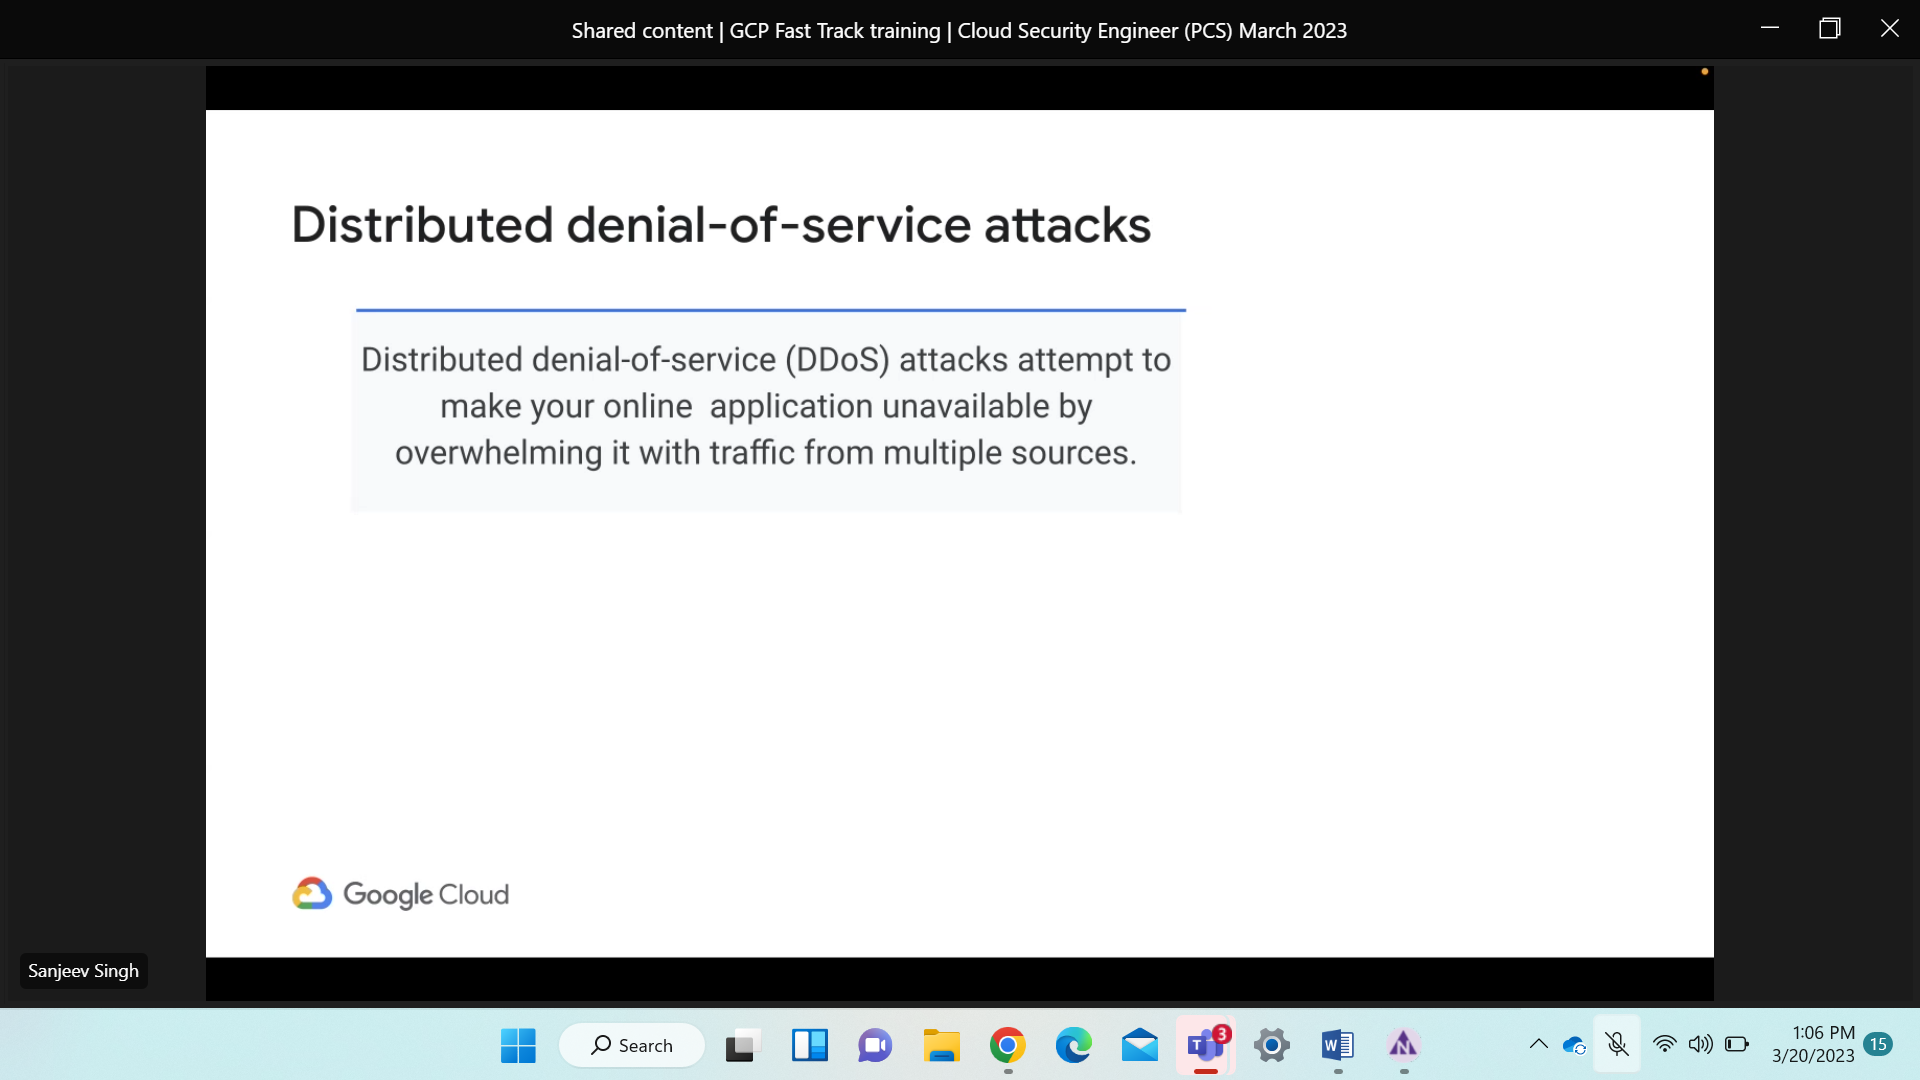 Shared content | GCP Fast Track training | Cloud Security Engineer (PCS) March 2023
Distributed denial-of-service attacks
Distributed denial-of-service (DDoS) attacks attempt to
make your online  application unavailable by
overwhelming it with traffic from multiple sources.
Google Cloud
Sanjeev Singh
Search
T
3
W
N
1:06 PM
3/20/2023
15